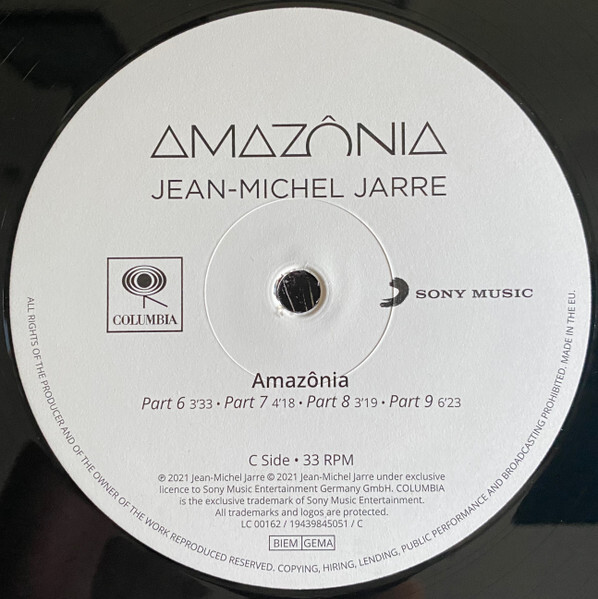 AMAZÔNIA
JEAN-MICHEL JARRE
COLUMBIA
SONY MUSIC
Amazônia
Part 6 3'33 • Part 7 4'18 • Part 8 3'19 • Part 9 6'23
C Side • 33 RPM
℗ 2021 Jean-Michel Jarre © 2021 Jean-Michel Jarre under exclusive
licence to Sony Music Entertainment Germany GmbH. COLUMBIA
is the exclusive trademark of Sony Music Entertainment.
All trademarks and logos are protected.
LC 00162 / 19439845051 / C
BIEM GEMA
ALL RIGHTS OF THE PRODUCER AND OF THE OWNER OF THE WORK REPRODUCED RESERVED. COPYING, HIRING, LENDING, PUBLIC PERFORMANCE AND BROADCASTING PROHIBITED. MADE IN THE EU.